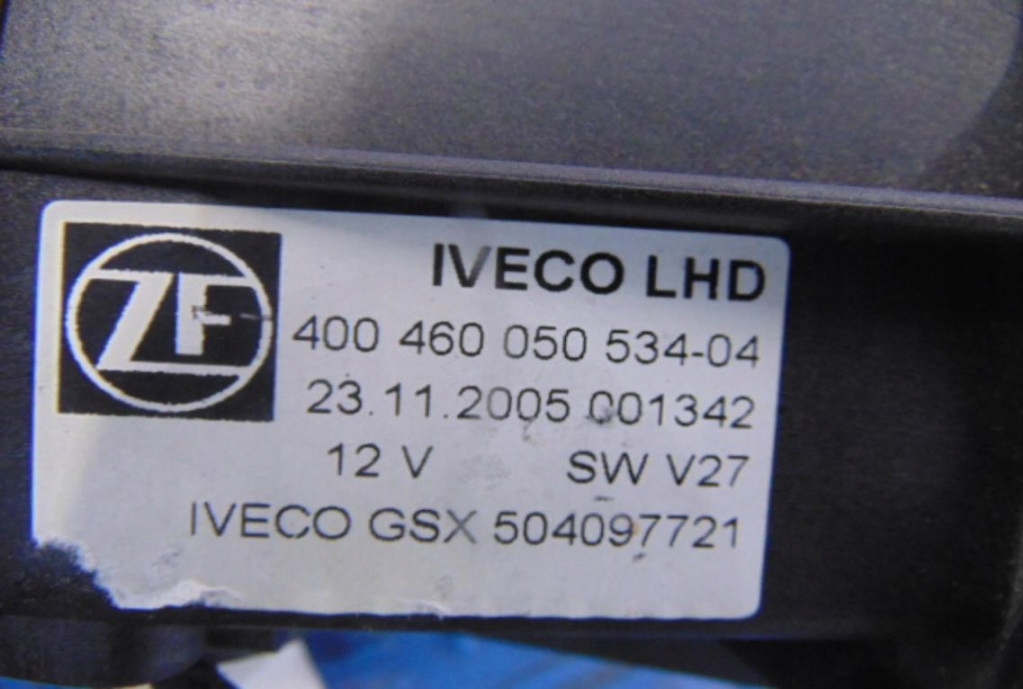 ZF
IVECO LHD
400 460 050 534-04
23.11.2005 001342
12 V SW V27
IVECO GSX 504097721